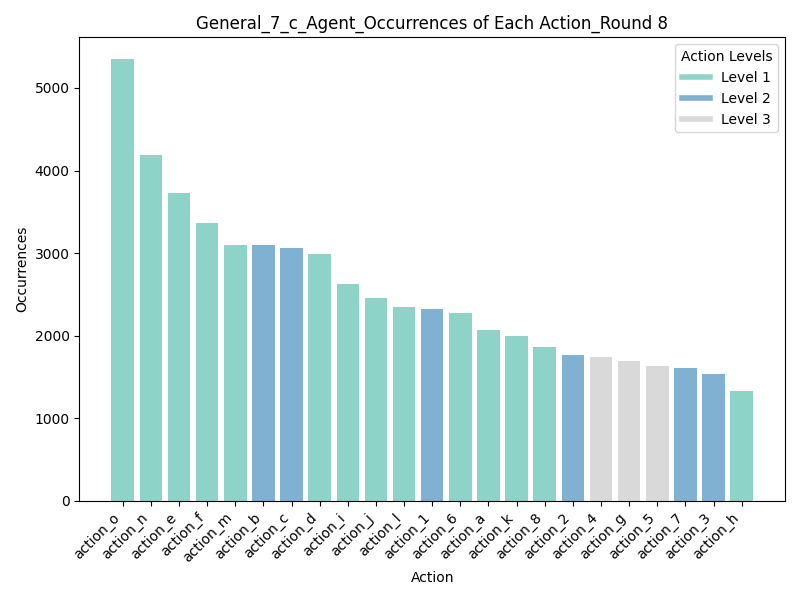 General_7_c_Agent_Occurrences of Each Action_Round 8
Action Levels
Level 1
Level 2
Level 3
Occurrences
5000
4000
3000
2000
1000
0
action_o
action_n
action_e
action_f
action_m
action_b
action_c
action_d
action_i
action_j
action_l
action_1
action_6
action_a
action_k
action_8
action_2
action_4
action_g
action_5
action_7
action_3
action_h
Action